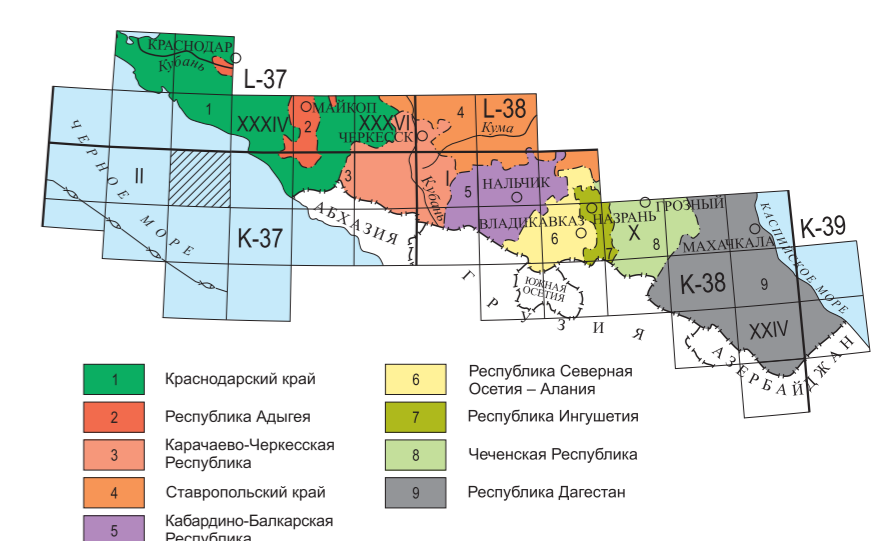 КРАСНОДАР
Кубань
L-37
1
XXXIV
2
МАЙКОП
XXXVI
ЧЕРКЕССК
4
L-38
Кума
ЧЕРНОЕ МОРЕ
II
3
I
Кубань
5
НАЛЬЧИК
АБХАЗИЯ
K-37
ВЛАДИКАВКАЗ
6
НАЗРАНЬ
7
ГРОЗНЫЙ
X
8
МАХАЧКАЛА
КАСПИЙСКОЕ МОРЕ
K-39
K-38
9
XXIV
ЮЖНАЯ
ОСЕТИЯ
ГРУЗИЯ
АЗЕРБАЙДЖАН
1 Краснодарский край
2 Республика Адыгея
3 Карачаево-Черкесская
Республика
4 Ставропольский край
5 Кабардино-Балкарская
Республика
6 Республика Северная
Осетия – Алания
7 Республика Ингушетия
8 Чеченская Республика
9 Республика Дагестан